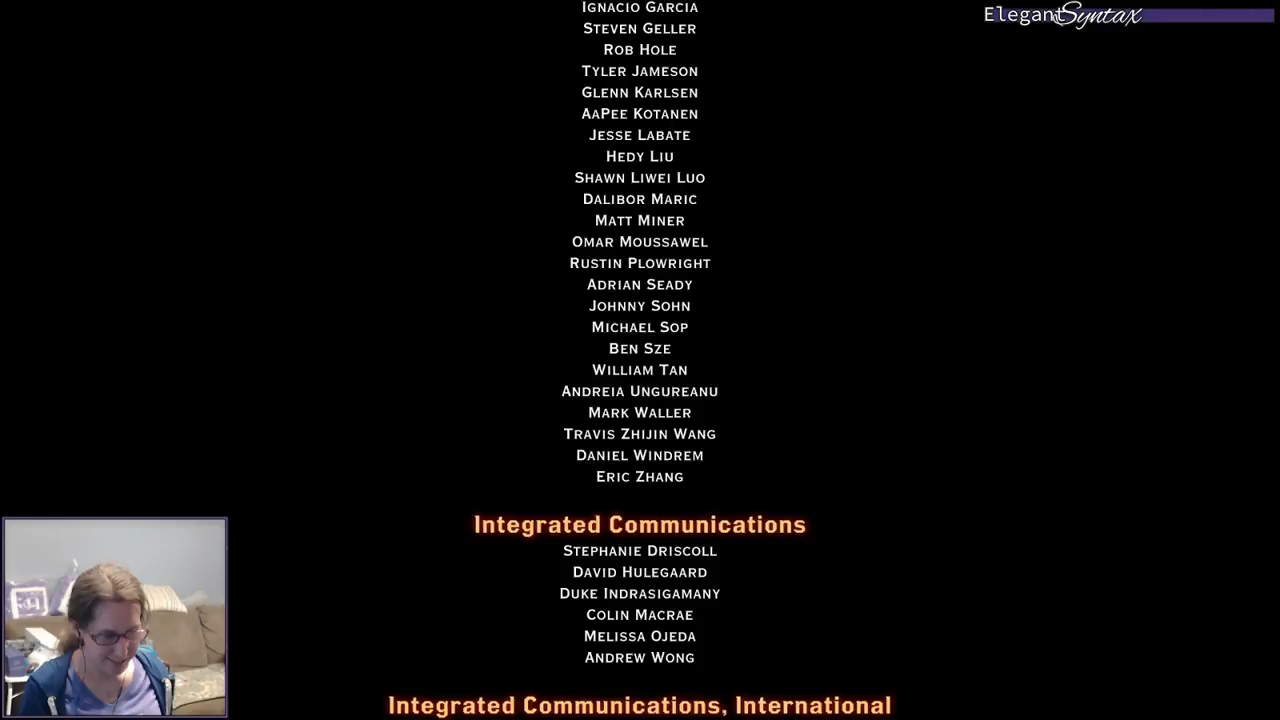 ElegantSyntax
Ignacio Garcia
Steven Geller
Rob Hole
Tyler Jameson
Glenn Karlsen
AaPee Kotanen
Jesse Labate
Hedy Liu
Shawn Liwei Luo
Dalibor Maric
Matt Miner
Omar Moussawel
Rustin Plowright
Adrian Seady
Johnny Sohn
Michael Sop
Ben Sze
William Tan
Andreia Ungureanu
Mark Waller
Travis Zhijin Wang
Daniel Windrem
Eric Zhang
Integrated Communications
Stephanie Driscoll
David Hulegaard
Duke Indrasigamany
Colin Macrae
Melissa Ojeda
Andrew Wong
Integrated Communications, International